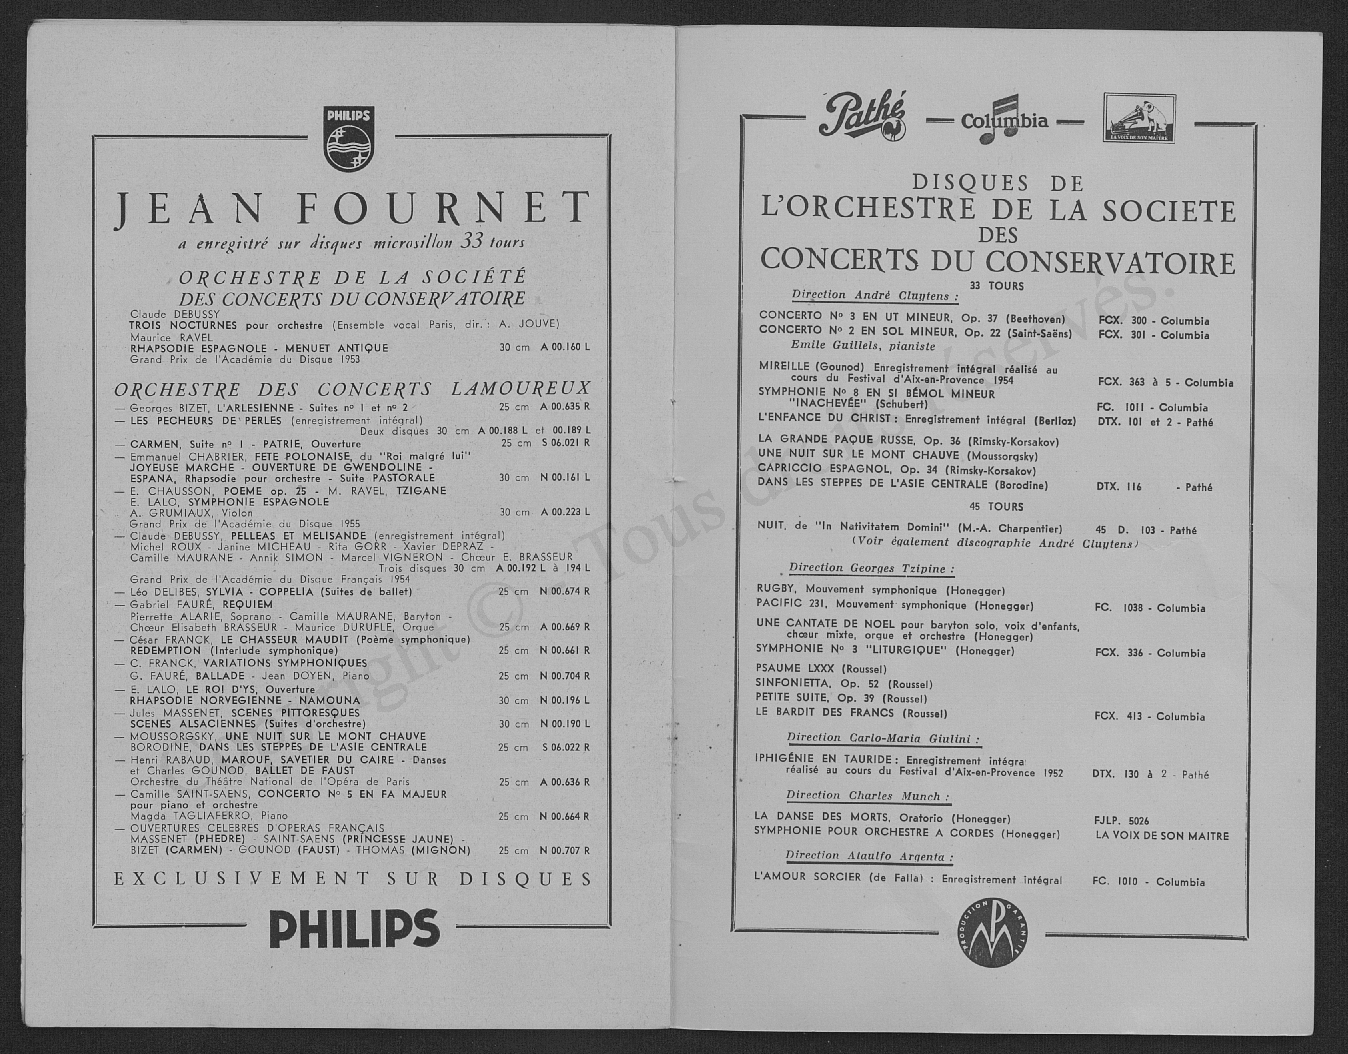 PHILIPS
JEAN FOURNET
a enregistré sur disques microsillon 33 tours
ORCHESTRE DE LA SOCIÉTÉ
DES CONCERTS DU CONSERVATOIRE
Claude DEBUSSY
TROIS NOCTURNES pour orchestre (Ensemble vocal Paris, dir. : A. JOUVE)
Maurice RAVEL
RHAPSODIE ESPAGNOLE - MENUET ANTIQUE 30 cm A 00.160 L
Grand Prix de l'Académie du Disque 1953
ORCHESTRE DES CONCERTS LAMOUREUX
— Georges BIZET, L'ARLESIENNE - Suites nº 1 et nº 2 25 cm A 00.635 R
— LES PECHEURS DE PERLES (enregistrement intégral)
Deux disques 30 cm A 00.188 L et 00.189 L
— CARMEN, Suite nº 1 - PATRIE, Ouverture 25 cm S 06.021 R
— Emmanuel CHABRIER, FETE POLONAISE, du "Roi malgré lui"
JOYEUSE MARCHE - OUVERTURE DE GWENDOLINE -
ESPANA, Rhapsodie pour orchestre - Suite PASTORALE 30 cm N 00.161 L
— E. CHAUSSON, POEME op. 25 - M. RAVEL, TZIGANE
E. LALO, SYMPHONIE ESPAGNOLE
A. GRUMIAUX, Violon 30 cm A 00.223 L
Grand Prix de l'Académie du Disque 1955
— Claude DEBUSSY, PELLEAS ET MELISANDE (enregistrement intégral)
Michel ROUX - Janine MICHEAU - Rita GORR - Xavier DEPRAZ -
Camille MAURANE - Annik SIMON - Marcel VIGNERON - Chœur E. BRASSEUR
Trois disques 30 cm A 00.192 L à 194 L
Grand Prix de l'Académie du Disque Français 1954
— Léo DELIBES, SYLVIA - COPPELIA (Suites de ballet) 25 cm N 00.674 R
— Gabriel FAURÉ, REQUIEM
Pierrette ALARIE, Soprano - Camille MAURANE, Baryton -
Chœur Elisabeth BRASSEUR - Maurice DURUFLE, Orgue 25 cm A 00.669 R
— César FRANCK, LE CHASSEUR MAUDIT (Poème symphonique)
REDEMPTION (Interlude symphonique) 25 cm N 00.661 R
— C. FRANCK, VARIATIONS SYMPHONIQUES
G. FAURÉ, BALLADE - Jean DOYEN, Piano 25 cm N 00.704 R
— E. LALO, LE ROI D'YS, Ouverture
RHAPSODIE NORVEGIENNE - NAMOUNA 30 cm N 00.196 L
— Jules MASSENET, SCENES PITTORESQUES
SCENES ALSACIENNES (Suites d'orchestre) 30 cm N 00.190 L
— MOUSSORGSKY, UNE NUIT SUR LE MONT CHAUVE
BORODINE, DANS LES STEPPES DE L'ASIE CENTRALE 25 cm S 06.022 R
— Henri RABAUD, MAROUF, SAVETIER DU CAIRE - Danses
et Charles GOUNOD, BALLET DE FAUST
Orchestre du Théâtre National de l'Opéra de Paris 25 cm A 00.636 R
— Camille SAINT-SAENS, CONCERTO Nº 5 EN FA MAJEUR
pour piano et orchestre
Magda TAGLIAFERRO, Piano 25 cm N 00.664 R
— OUVERTURES CELEBRES D'OPERAS FRANÇAIS
MASSENET (PHEDRE) - SAINT-SAENS (PRINCESSE JAUNE) -
BIZET (CARMEN) - GOUNOD (FAUST) - THOMAS (MIGNON) 25 cm N 00.707 R
EXCLUSIVEMENT SUR DISQUES
PHILIPS
Pathé — Columbia — LA VOIX DE SON MAITRE
DISQUES DE
L'ORCHESTRE DE LA SOCIETE
DES
CONCERTS DU CONSERVATOIRE
33 TOURS
Direction André Cluytens :
CONCERTO Nº 3 EN UT MINEUR, Op. 37 (Beethoven) FCX. 300 - Columbia
CONCERTO Nº 2 EN SOL MINEUR, Op. 22 (Saint-Saëns) FCX. 301 - Columbia
Emile Guillels, pianiste
MIREILLE (Gounod) Enregistrement intégral réalisé au
cours du Festival d'Aix-en-Provence 1954 FCX. 363 à 5 - Columbia
SYMPHONIE Nº 8 EN SI BÉMOL MINEUR
"INACHEVÉE" (Schubert) FC. 1011 - Columbia
L'ENFANCE DU CHRIST : Enregistrement intégral (Berlioz) DTX. 101 et 2 - Pathé
LA GRANDE PAQUE RUSSE, Op. 36 (Rimsky-Korsakov)
UNE NUIT SUR LE MONT CHAUVE (Moussorgsky)
CAPRICCIO ESPAGNOL, Op. 34 (Rimsky-Korsakov)
DANS LES STEPPES DE L'ASIE CENTRALE (Borodine) DTX. 116 - Pathé
45 TOURS
NUIT, de "In Nativitatem Domini" (M.-A. Charpentier) 45 D. 103 - Pathé
(Voir également discographie André Cluytens)
Direction Georges Tzipine :
RUGBY, Mouvement symphonique (Honegger)
PACIFIC 231, Mouvement symphonique (Honegger) FC. 1038 - Columbia
UNE CANTATE DE NOEL pour baryton solo, voix d'enfants,
chœur mixte, orgue et orchestre (Honegger)
SYMPHONIE Nº 3 "LITURGIQUE" (Honegger) FCX. 336 - Columbia
PSAUME LXXX (Roussel)
SINFONIETTA, Op. 52 (Roussel)
PETITE SUITE, Op. 39 (Roussel)
LE BARDIT DES FRANCS (Roussel) FCX. 413 - Columbia
Direction Carlo-Maria Giulini :
IPHIGÉNIE EN TAURIDE : Enregistrement intégra
réalisé au cours du Festival d'Aix-en-Provence 1952 DTX. 130 à 2 - Pathé
Direction Charles Munch :
LA DANSE DES MORTS, Oratorio (Honegger) FJLP. 5026
SYMPHONIE POUR ORCHESTRE A CORDES (Honegger) LA VOIX DE SON MAITRE
Direction Ataulfo Argenta :
L'AMOUR SORCIER (de Falla) : Enregistrement intégral FC. 1010 - Columbia
PRODUCTION GARANTIE
PM
Copyright © - Tous droits réservés.